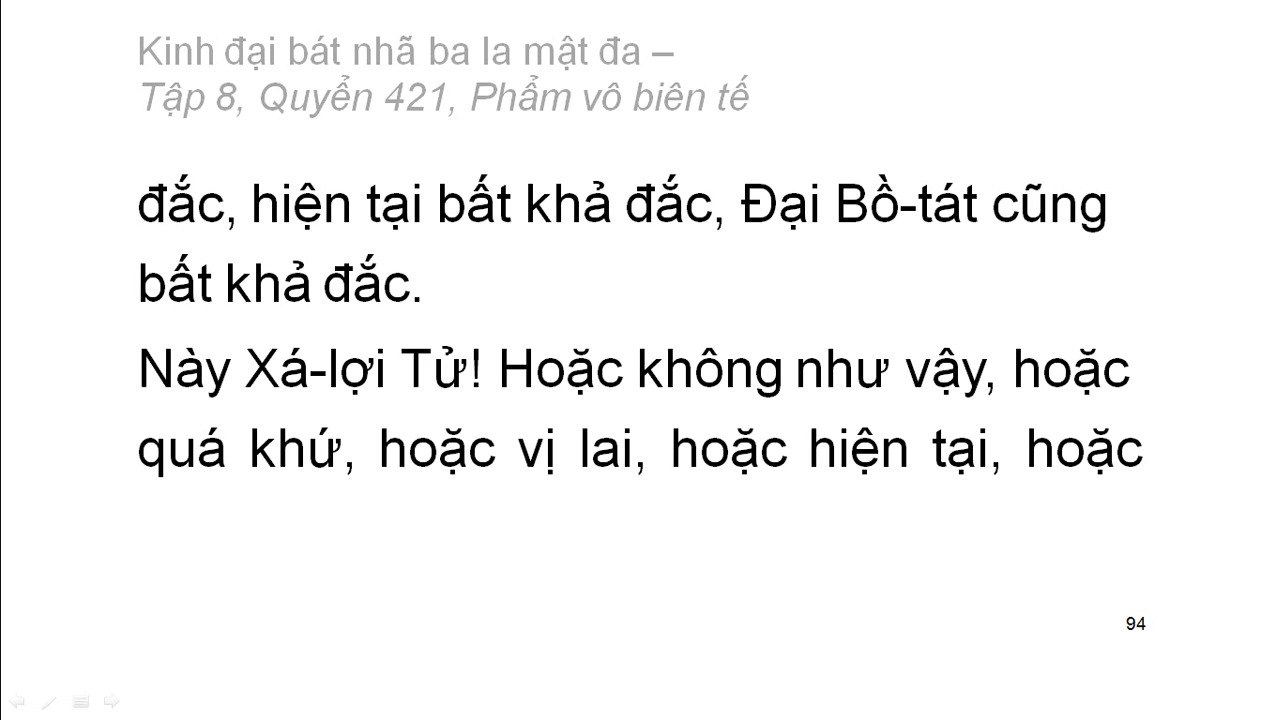 Kinh đại bát nhã ba la mật đa –
Tập 8, Quyển 421, Phẩm vô biên tế
đắc, hiện tại bất khả đắc, Đại Bồ-tát cũng
bất khả đắc.
Này Xá-lợi Tử! Hoặc không như vậy, hoặc
quá khứ, hoặc vị lai, hoặc hiện tại, hoặc
94